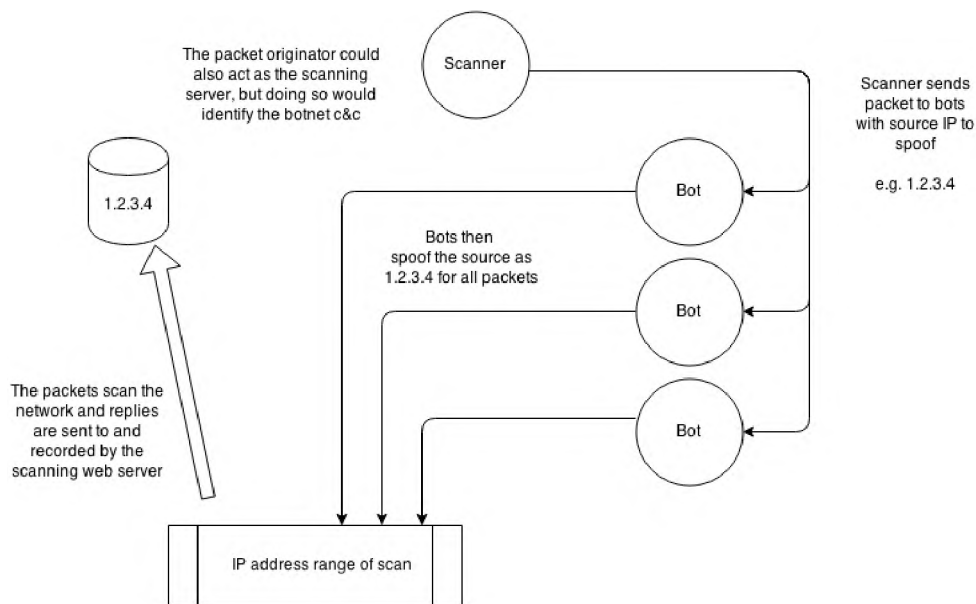 The packet originator could
also act as the scanning
server, but doing so would
identify the botnet c&c
Scanner
Scanner sends
packet to bots
with source IP to
spoof
e.g. 1.2.3.4
1.2.3.4
Bot
Bots then
spoof the source as
1.2.3.4 for all packets
Bot
Bot
The packets scan the
network and replies
are sent to and
recorded by the
scanning web server
IP address range of scan